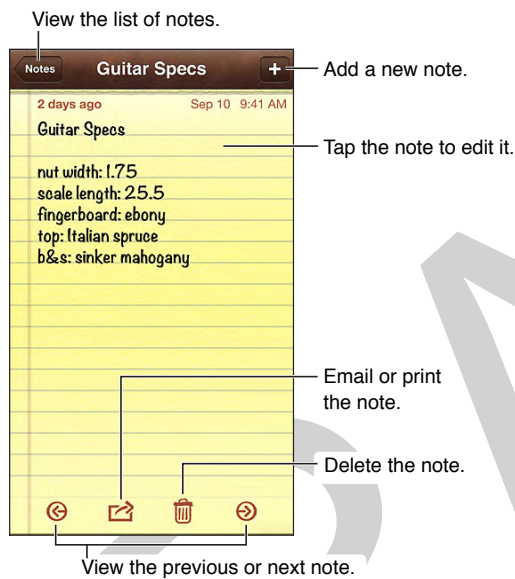 View the list of notes.
Notes
Guitar Specs
+
Add a new note.
2 days ago
Sep 10 9:41 AM
Guitar Specs
Tap the note to edit it.
nut width: 1.75
scale length: 25.5
fingerboard: ebony
top: Italian spruce
b&s: sinker mahogany
Email or print
the note.
Delete the note.
View the previous or next note.